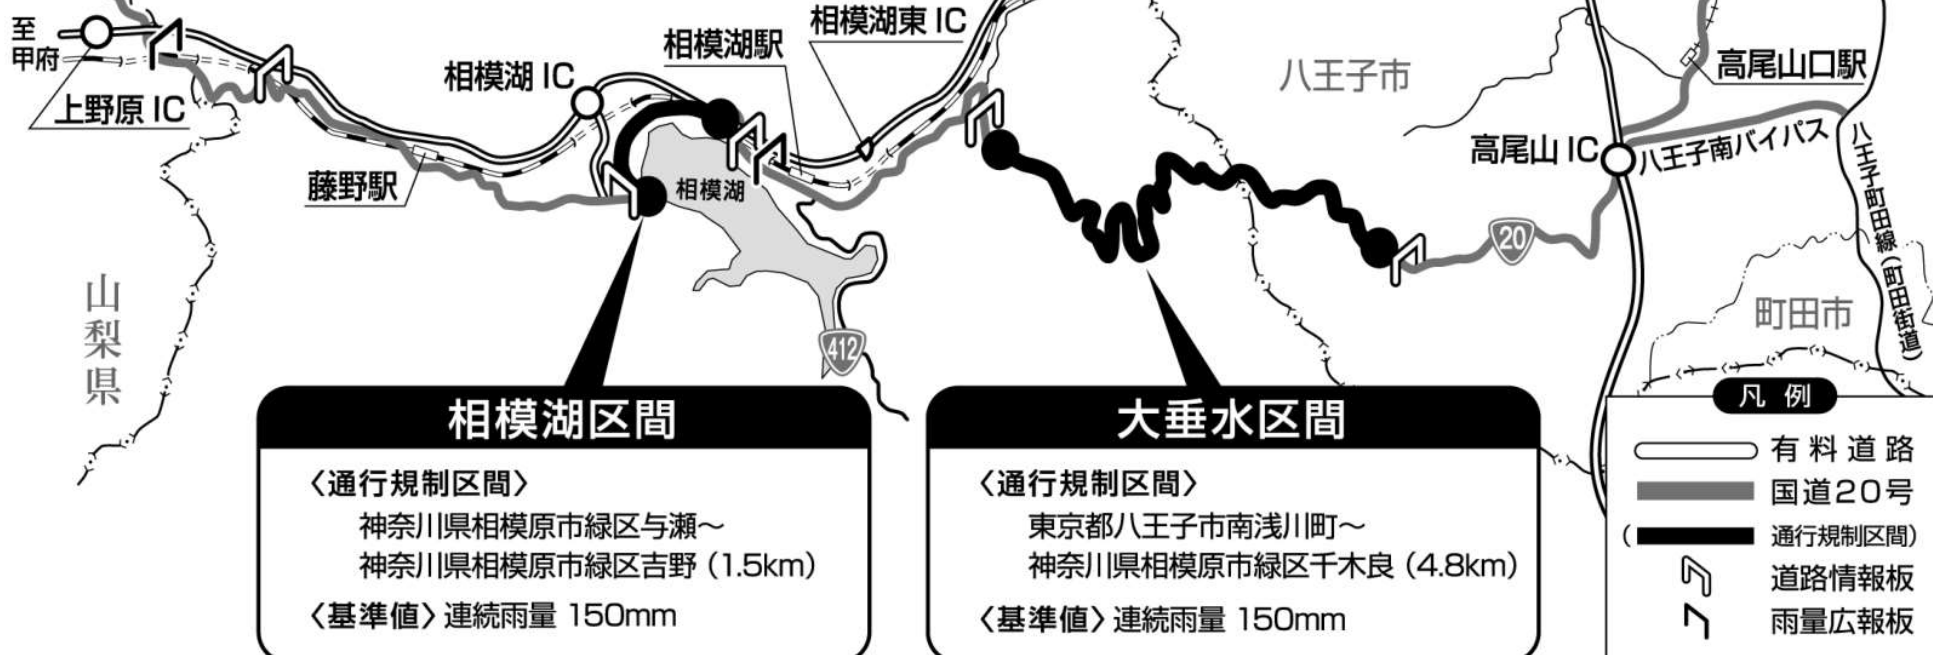 至
甲府
上野原 IC
藤野駅
相模湖 IC
相模湖駅
相模湖東 IC
相模湖
八王子市
高尾山口駅
高尾山 IC
八王子南バイパス
八王子町田線(町田街道)
20
町田市
412
山梨県
相模湖区間
〈通行規制区間〉
神奈川県相模原市緑区与瀬～
神奈川県相模原市緑区吉野(1.5km)
〈基準値〉連続雨量 150mm
大垂水区間
〈通行規制区間〉
東京都八王子市南浅川町～
神奈川県相模原市緑区千木良(4.8km)
〈基準値〉連続雨量 150mm
凡 例
有料道路
国道20号
( 通行規制区間)
道路情報板
雨量広報板